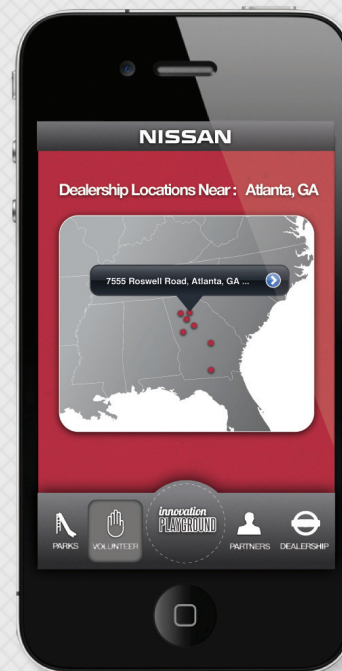 NISSAN
Dealership Locations Near : Atlanta, GA
7555 Roswell Road, Atlanta, GA ...
innovation
PLAYGROUND
PARKS
VOLUNTEER
PARTNERS
DEALERSHIP